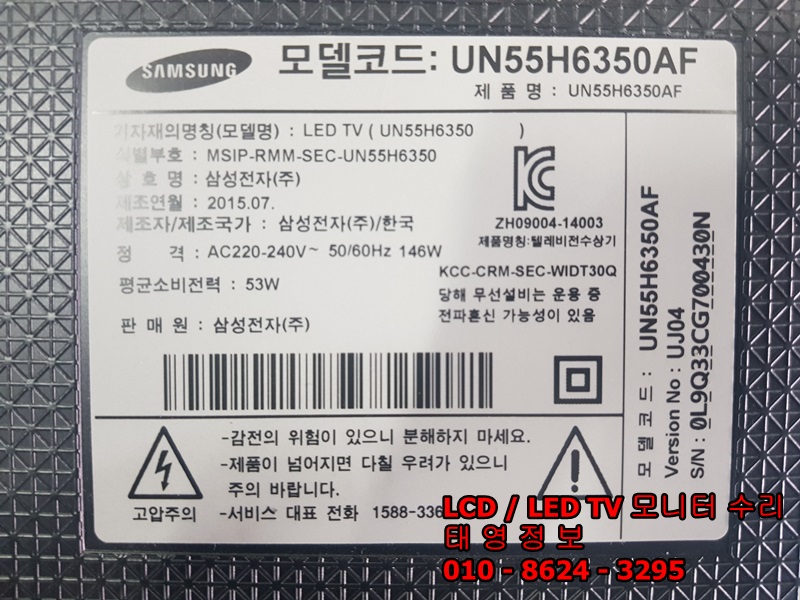 SAMSUNG
모델코드: UN55H6350AF
제 품 명 : UN55H6350AF
기자재의명칭(모델명) : LED TV ( UN55H6350 )
식별부호 : MSIP-RMM-SEC-UN55H6350
상 호 명 : 삼성전자(주)
제조연월 : 2015.07.
제조자/제조국가 : 삼성전자(주)/한국
정 격 : AC220-240V~ 50/60Hz 146W
평균소비전력 : 53W
판 매 원 : 삼성전자(주)
ZH09004-14003
제품명칭:텔레비전수상기
KCC-CRM-SEC-WIDT30Q
당해 무선설비는 운용 중
전파혼신 가능성이 있음
모 델 코 드 : UN55H6350AF
Version No : UJ04
S/N : 0L9Q33CG700430N
고압주의
-감전의 위험이 있으니 분해하지 마세요.
-제품이 넘어지면 다칠 우려가 있으니
주의 바랍니다.
-서비스 대표 전화 1588-336
LCD / LED TV 모니터 수리
태 영 정 보
010 - 8624 - 3295